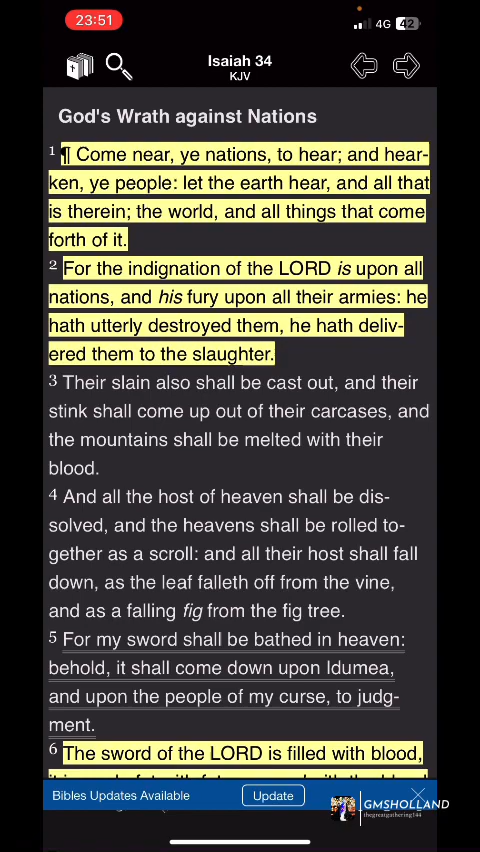 23:51
4G 42
Isaiah 34
KJV
God's Wrath against Nations
1 ¶ Come near, ye nations, to hear; and hear-
ken, ye people: let the earth hear, and all that
is therein; the world, and all things that come
forth of it.
2 For the indignation of the LORD is upon all
nations, and his fury upon all their armies: he
hath utterly destroyed them, he hath deliv-
ered them to the slaughter.
3 Their slain also shall be cast out, and their
stink shall come up out of their carcases, and
the mountains shall be melted with their
blood.
4 And all the host of heaven shall be dis-
solved, and the heavens shall be rolled to-
gether as a scroll: and all their host shall fall
down, as the leaf falleth off from the vine,
and as a falling fig from the fig tree.
5 For my sword shall be bathed in heaven:
behold, it shall come down upon Idumea,
and upon the people of my curse, to judg-
ment.
6 The sword of the LORD is filled with blood,
Bibles Updates Available
Update
GMSHOLLAND
thegreatgathering144